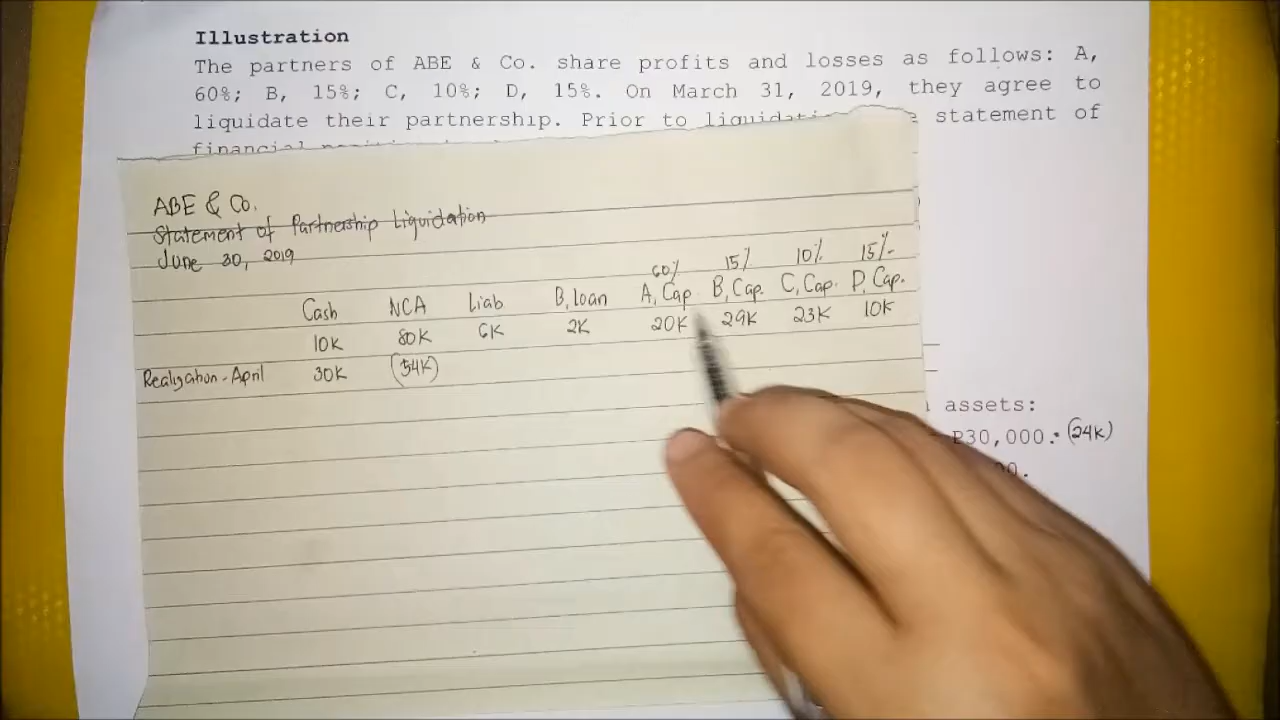 Illustration
The partners of ABE & Co. share profits and losses as follows: A,
60%; B, 15%; C, 10%; D, 15%. On March 31, 2019, they agree to
liquidate their partnership. Prior to liquidati statement of
financial
ABE & Co.
Statement of Partnership Liquidation
June 30, 2019
60% 15% 10% 15%
Cash NCA Liab B, loan A, Cap B, Cap. C, Cap. D, Cap.
10K 80K 6K 2K 20K 29K 23K 10K
Realization - April 30K (54K)
assets:
P30,000. (24K)